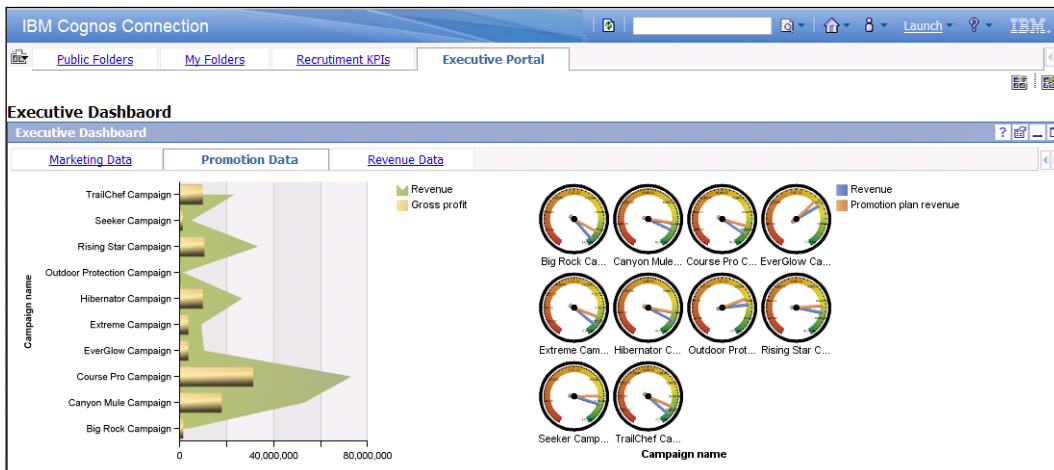 IBM Cognos Connection
Launch
IBM.
Public Folders
My Folders
Recrutiment KPIs
Executive Portal
Executive Dashbaord
Executive Dashboard
Marketing Data
Promotion Data
Revenue Data
Campaign name
TrailChef Campaign
Seeker Campaign
Rising Star Campaign
Outdoor Protection Campaign
Hibernator Campaign
Extreme Campaign
EverGlow Campaign
Course Pro Campaign
Canyon Mule Campaign
Big Rock Campaign
0 40,000,000 80,000,000
Revenue
Gross profit
Big Rock Ca... Canyon Mule... Course Pro C... EverGlow Ca...
Extreme Cam... Hibernator C... Outdoor Prot... Rising Star C...
Seeker Camp... TrailChef Ca...
Campaign name
Revenue
Promotion plan revenue